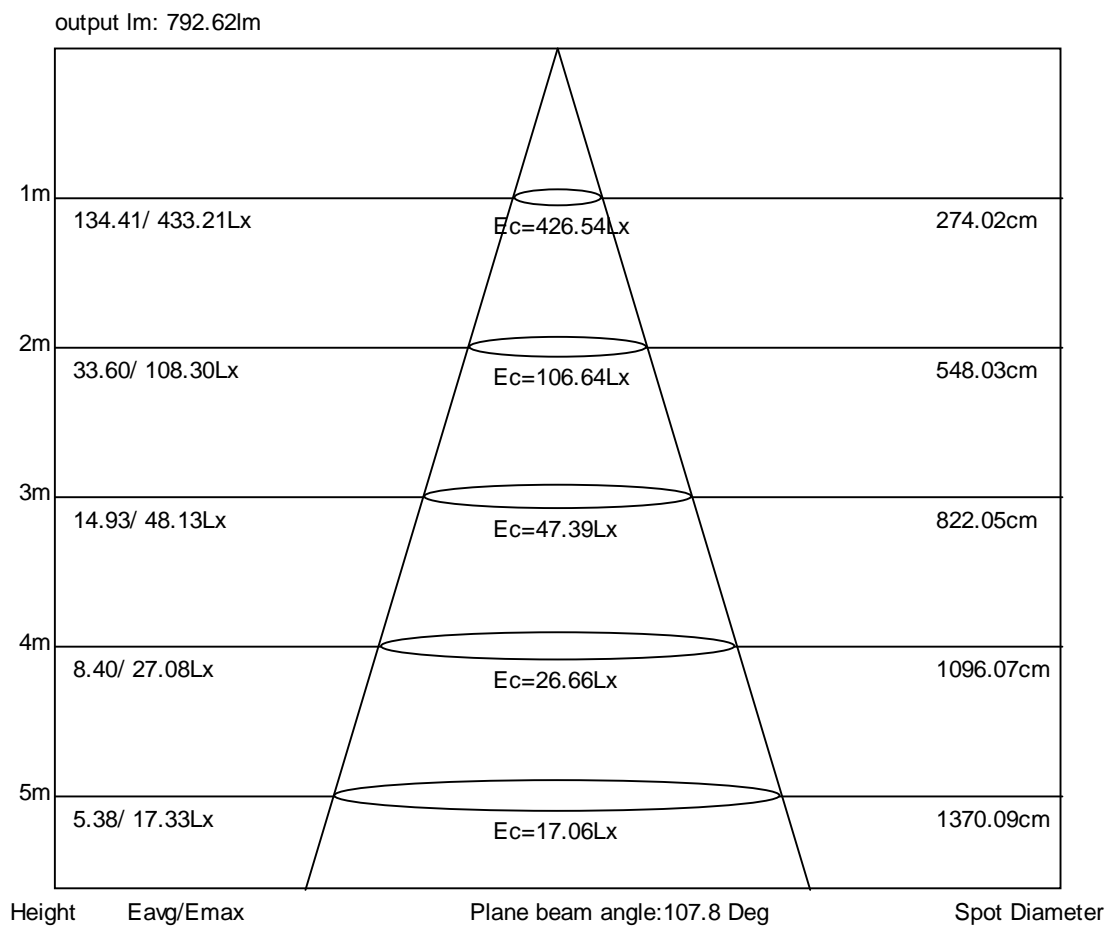 output lm: 792.62lm
1m
134.41/ 433.21Lx
Ec=426.54Lx
274.02cm
2m
33.60/ 108.30Lx
Ec=106.64Lx
548.03cm
3m
14.93/ 48.13Lx
Ec=47.39Lx
822.05cm
4m
8.40/ 27.08Lx
Ec=26.66Lx
1096.07cm
5m
5.38/ 17.33Lx
Ec=17.06Lx
1370.09cm
Height Eavg/Emax Plane beam angle:107.8 Deg Spot Diameter